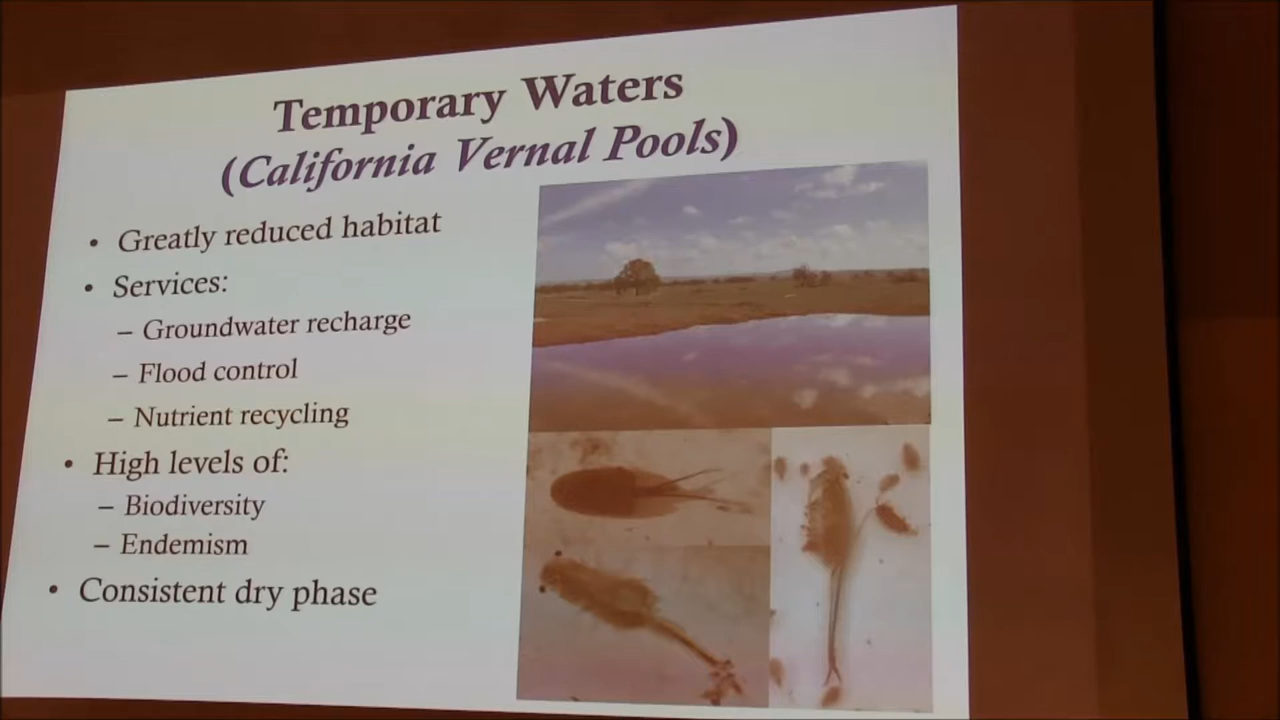 Temporary Waters
(California Vernal Pools)
• Greatly reduced habitat
• Services:
– Groundwater recharge
– Flood control
– Nutrient recycling
• High levels of:
– Biodiversity
– Endemism
• Consistent dry phase